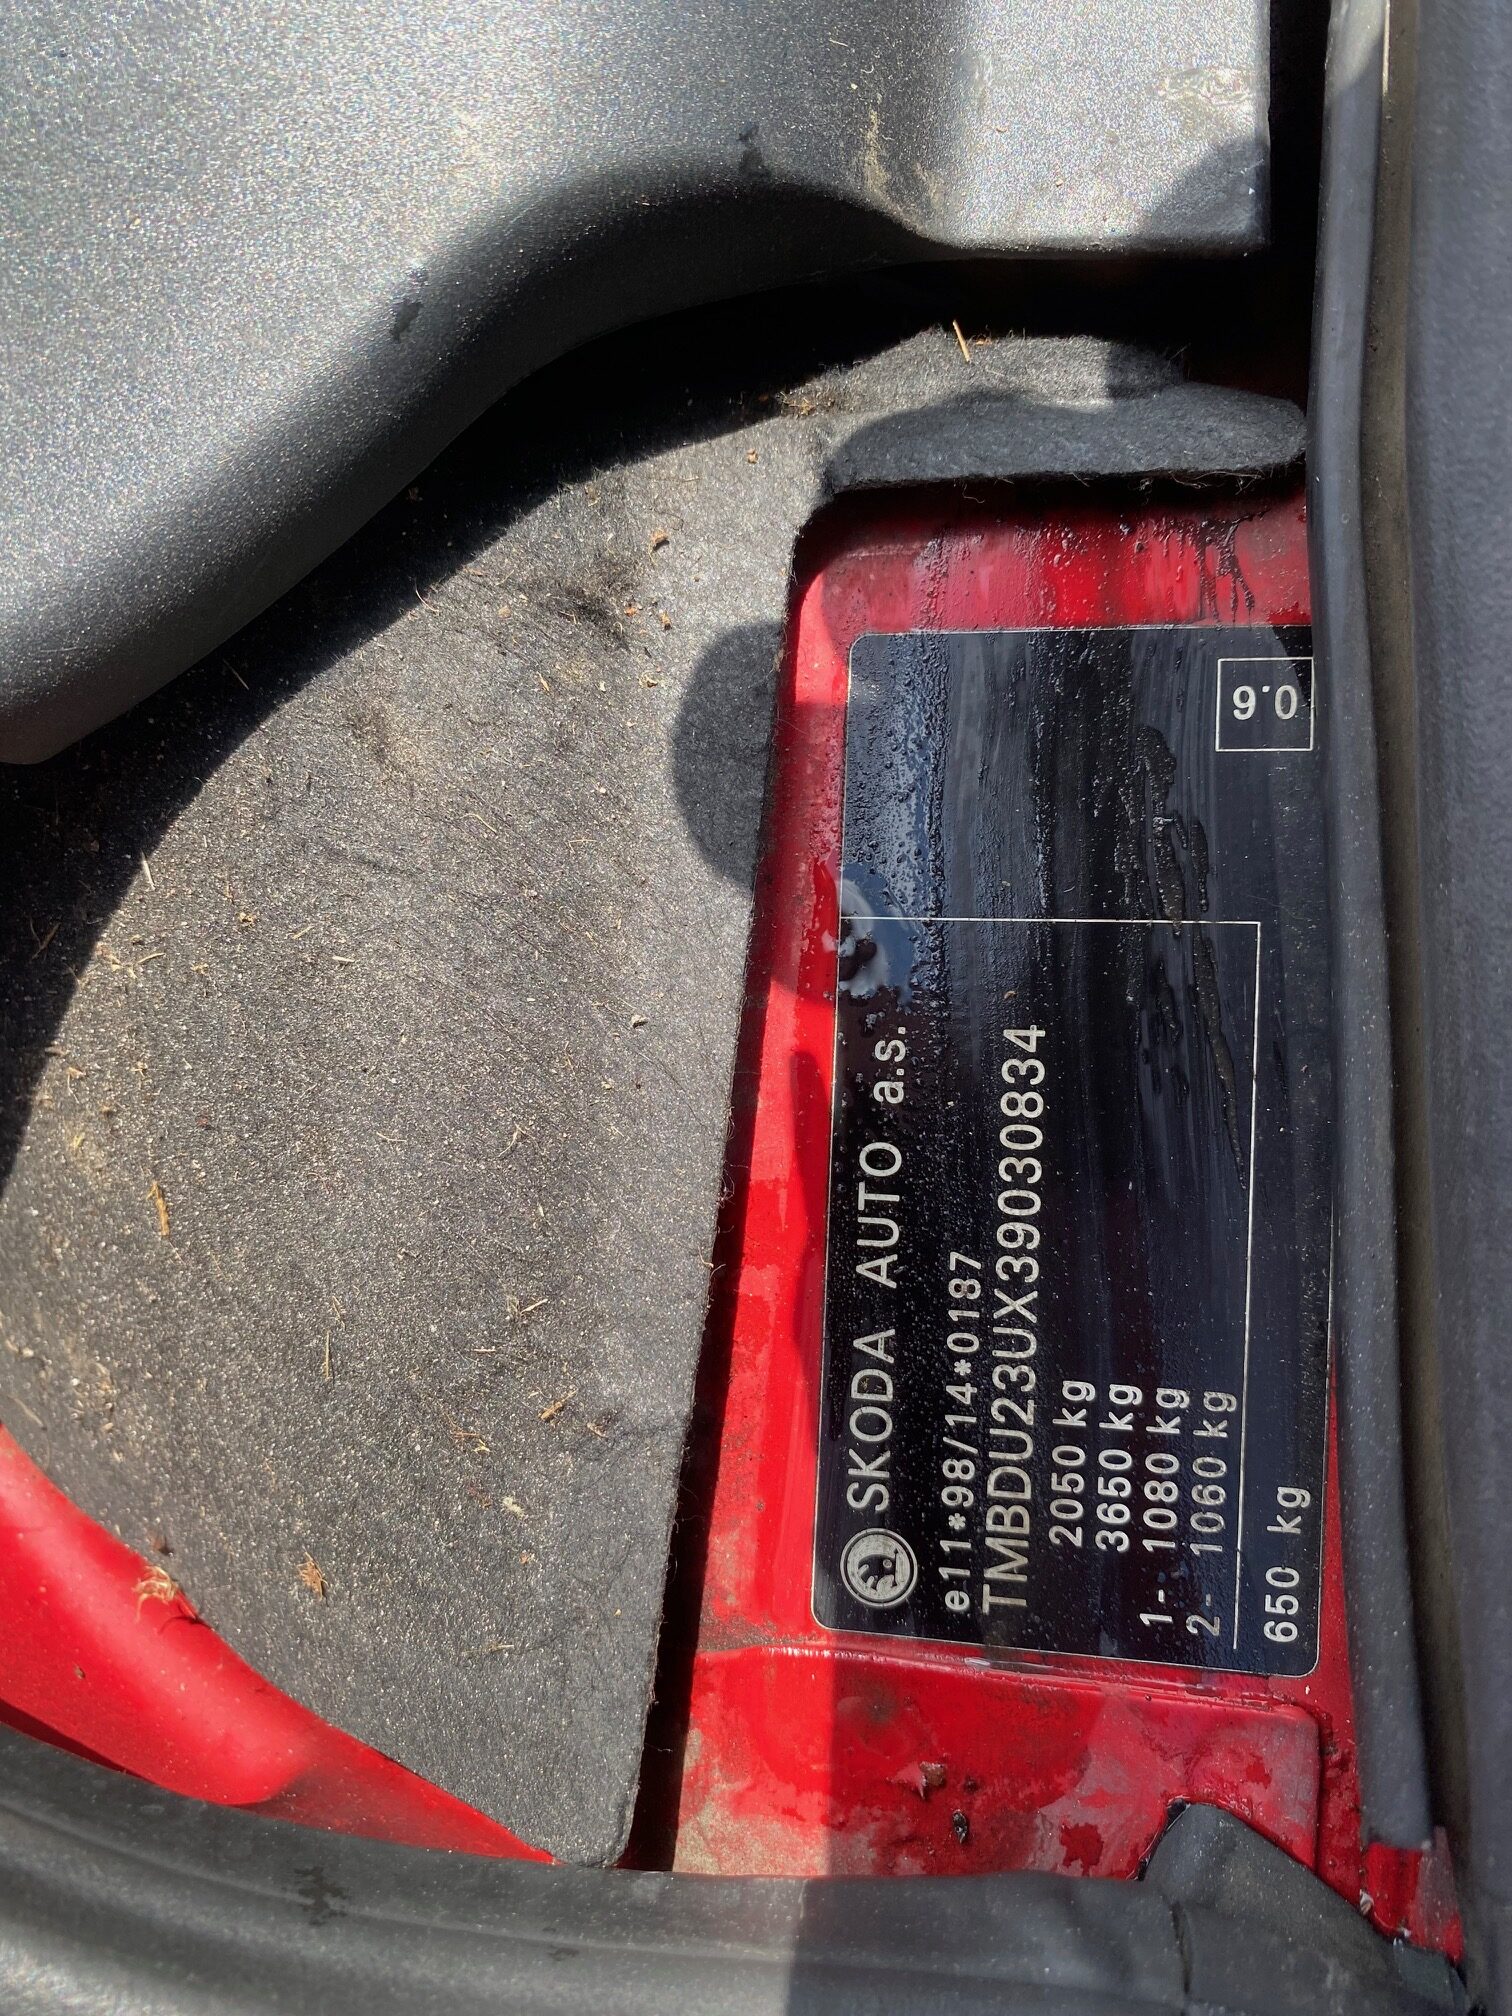 SKODA AUTO a.s.
e11*98/14*0187
TMBDU23UX39030834
2050 kg
3650 kg
1- 1080 kg
2- 1060 kg
650 kg
0.6